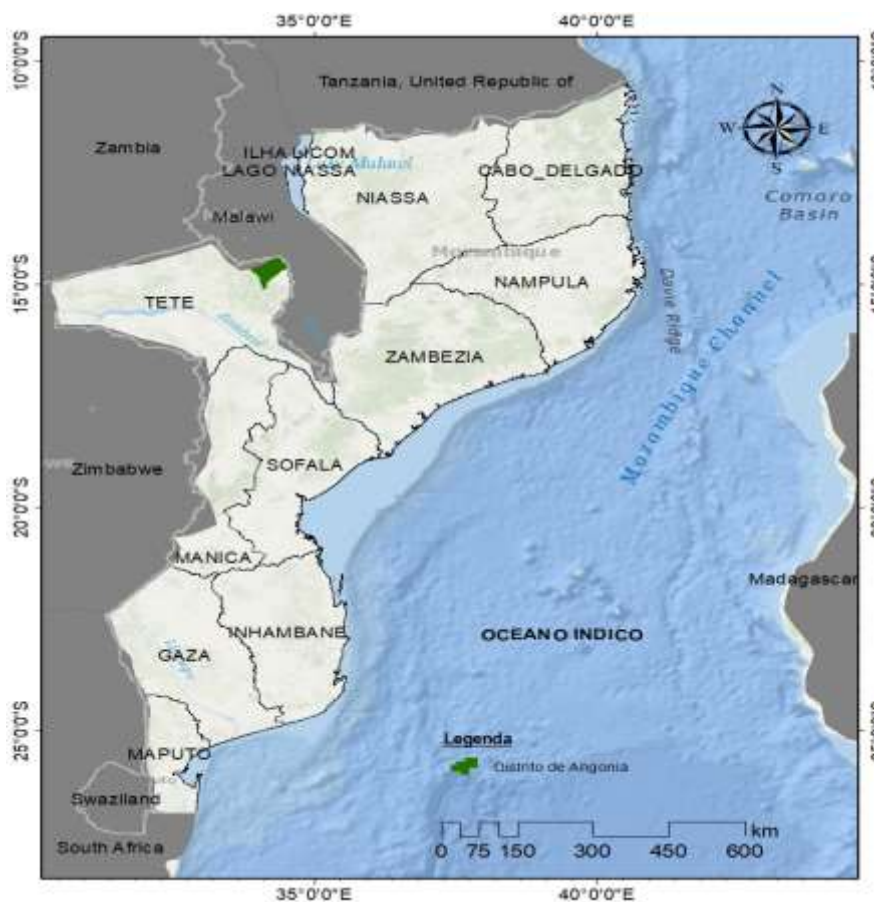 35°0'0"E 40°0'0"E
10°0'0"S
Tanzania, United Republic of
N
W E
S
Zambia
ILHA LICOM
LAGO NIASSA
CABO_DELGADO
NIASSA
Comoro
Basin
Malawi
Mozambique
NAMPULA
15°0'0"S
TETE
Davie Ridge
ZAMBEZIA
Mozambique Channel
SOFALA
Zimbabwe
20°0'0"S
MANICA
Madagascar
INHAMBANE
OCEANO INDICO
GAZA
25°0'0"S
Legenda
MAPUTO
Distrito de Angonia
Swaziland
South Africa
km
0 75 150 300 450 600
35°0'0"E 40°0'0"E